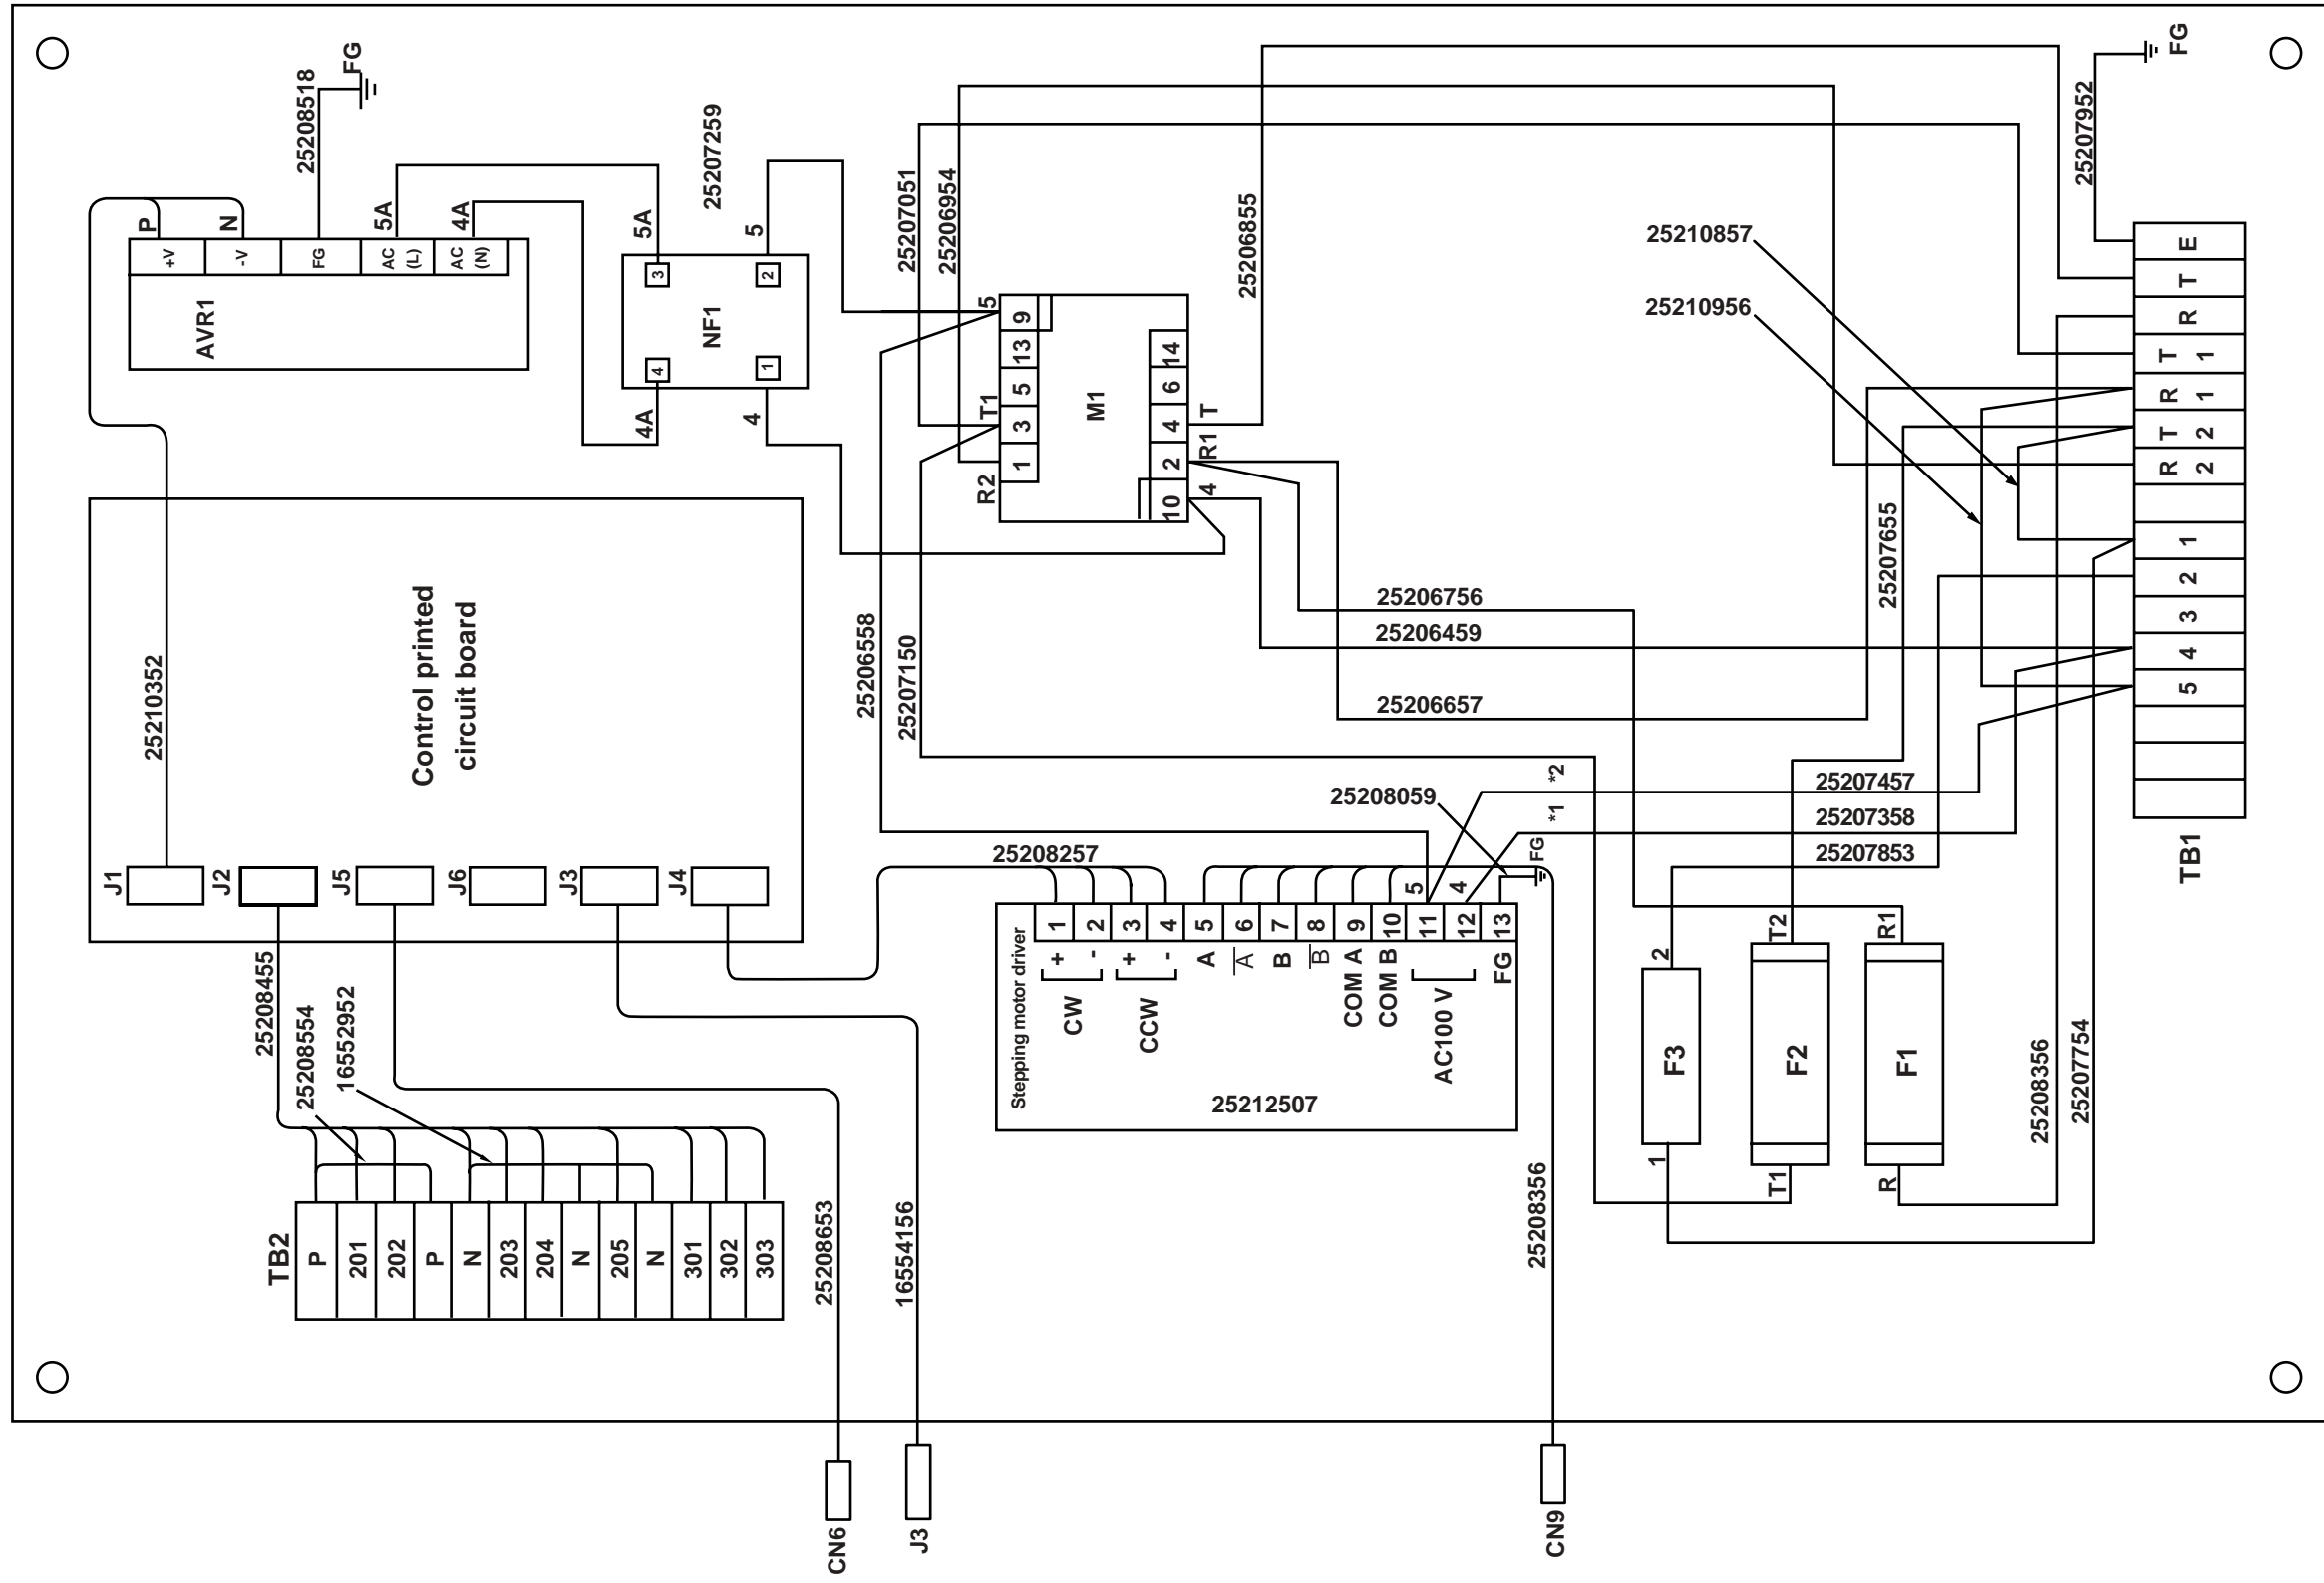 FG
25208518
P
N
5A
4A
+V
-V
FG
AC
(L)
AC
(N)
AVR1
5A
25207259
5
3
2
NF1
4
1
4A
4
25207051
25206954
25206855
5
9
13
5
3
1
T1
R2
M1
14
6
4
2
10
T
R1
4
25210857
25210956
25207952
FG
E
T
R
T 1
R 1
T 2
R 2
1
2
3
4
5
TB1
25207655
25206756
25206459
25206657
25207457
25207358
25207853
25206558
25207150
25210352
Control printed
circuit board
J1
J2
J5
J6
J3
J4
25208257
25208059
*2
*1
FG
5
4
Stepping motor driver
1
2
3
4
5
6
7
8
9
10
11
12
13
+
-
+
-
A
A̅
B
B̅
COM A
COM B
FG
CW
CCW
AC100 V
25212507
25208455
25208554
16552952
TB2
P
201
202
P
N
203
204
N
205
N
301
302
303
25208653
16554156
25208356
2
F3
1
T2
F2
T1
R1
F1
R
25208356
25207754
CN6
J3
CN9